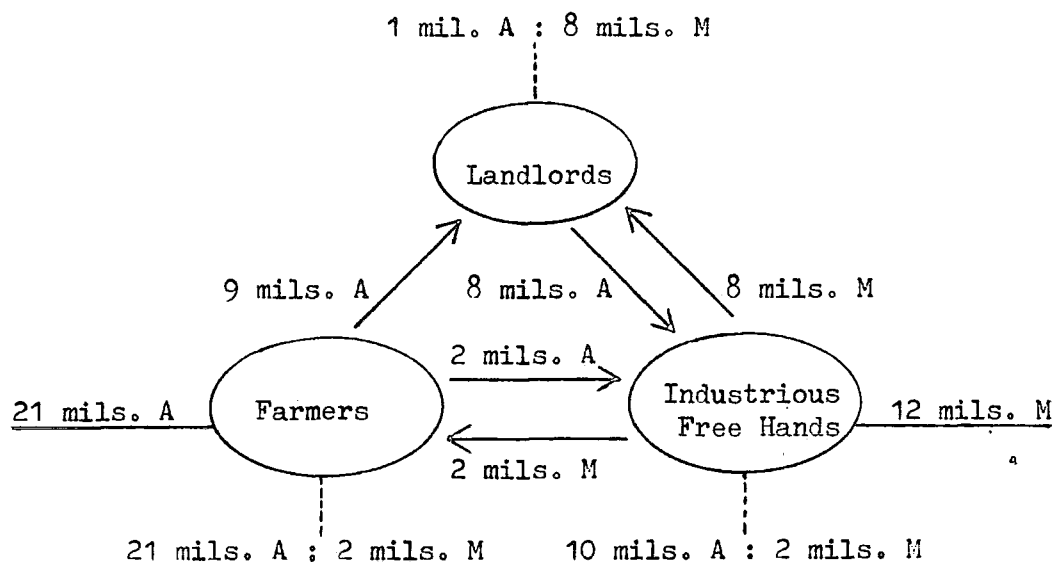 1 mil. A : 8 mils. M
Landlords
9 mils. A
8 mils. A
8 mils. M
2 mils. A
21 mils. A
Farmers
Industrious
Free Hands
12 mils. M
2 mils. M
21 mils. A : 2 mils. M
10 mils. A : 2 mils. M